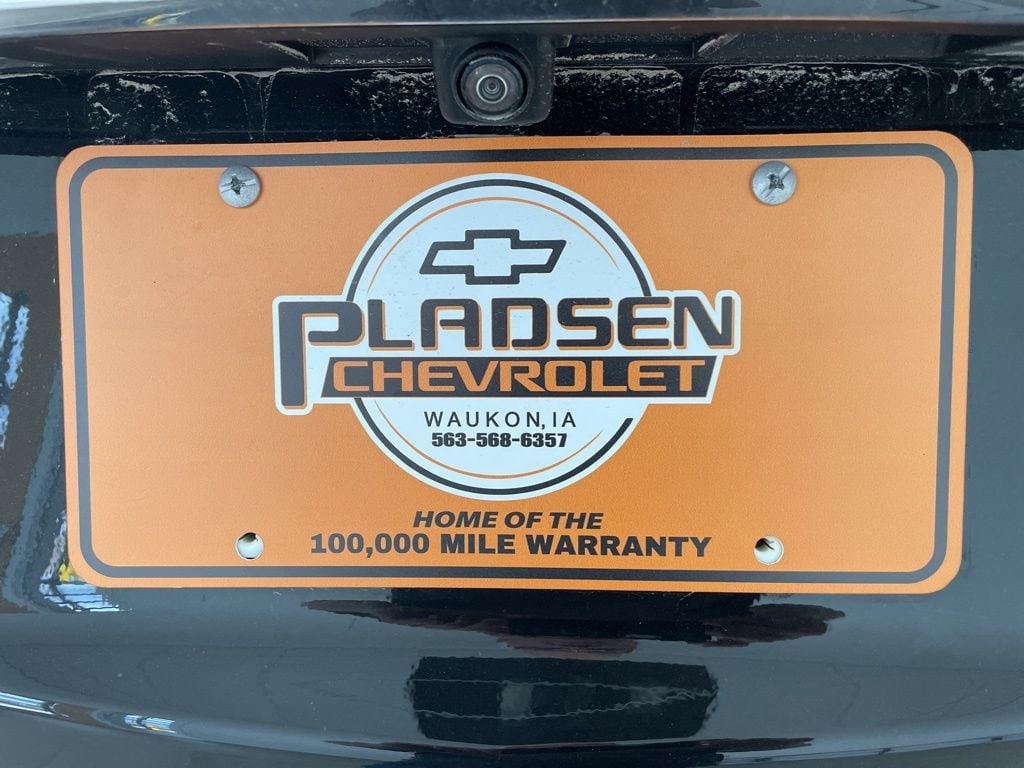 PLADSEN
CHEVROLET
WAUKON, IA
563-568-6357
HOME OF THE
100,000 MILE WARRANTY